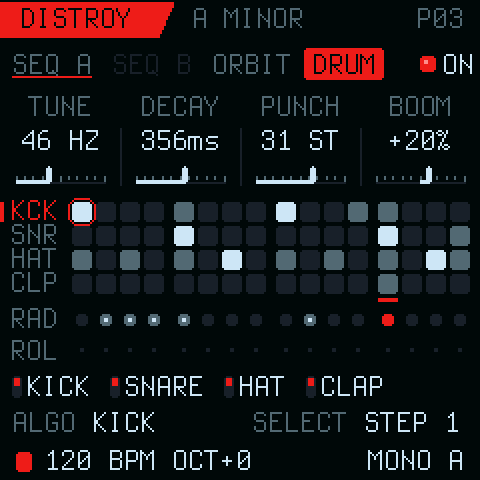 DISTROY A MINOR P03
SEQ A SEQ B ORBIT DRUM ON
TUNE DECAY PUNCH BOOM
46 HZ 356ms 31 ST +20%
KCK
SNR
HAT
CLP
RAD
ROL
KICK SNARE HAT CLAP
ALGO KICK SELECT STEP 1
120 BPM OCT+0 MONO A